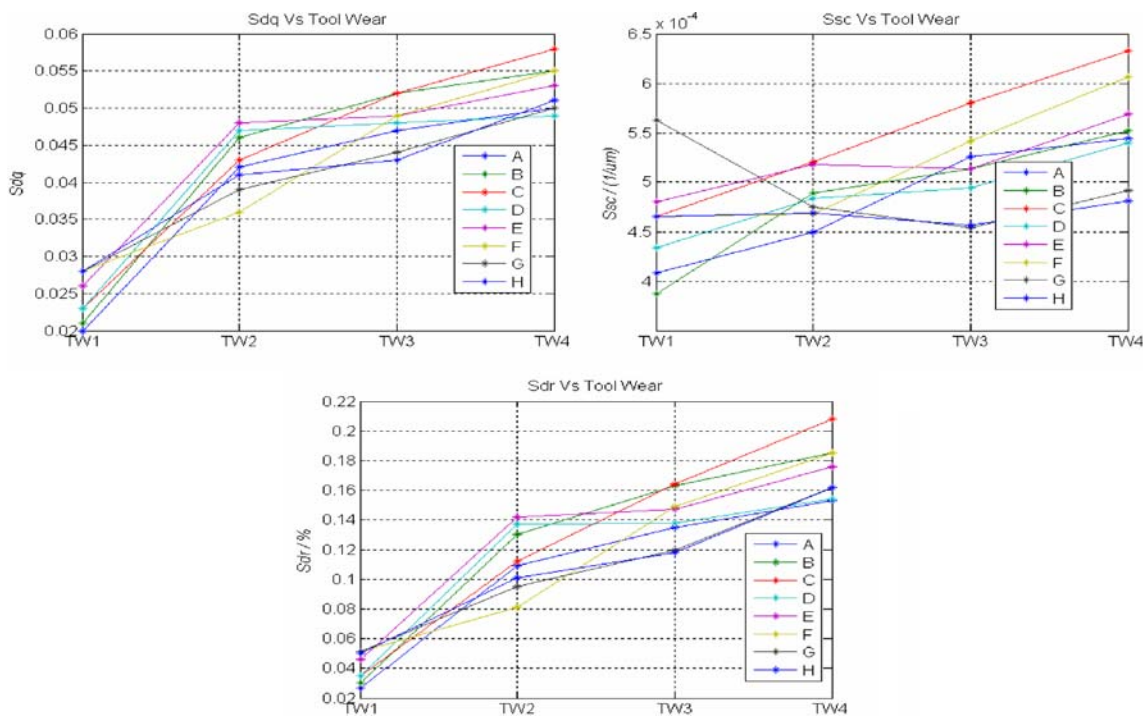 Sdq Vs Tool Wear
0.06
0.055
0.05
0.045
0.04
0.035
0.03
0.025
0.02
Sdq
TW1 TW2 TW3 TW4
A
B
C
D
E
F
G
H
Ssc Vs Tool Wear
x 10⁻⁴
6.5
6
5.5
5
4.5
4
Ssc / (1/um)
TW1 TW2 TW3 TW4
A
B
C
D
E
F
G
H
Sdr Vs Tool Wear
0.22
0.2
0.18
0.16
0.14
0.12
0.1
0.08
0.06
0.04
0.02
Sdr / %
TW1 TW2 TW3 TW4
A
B
C
D
E
F
G
H